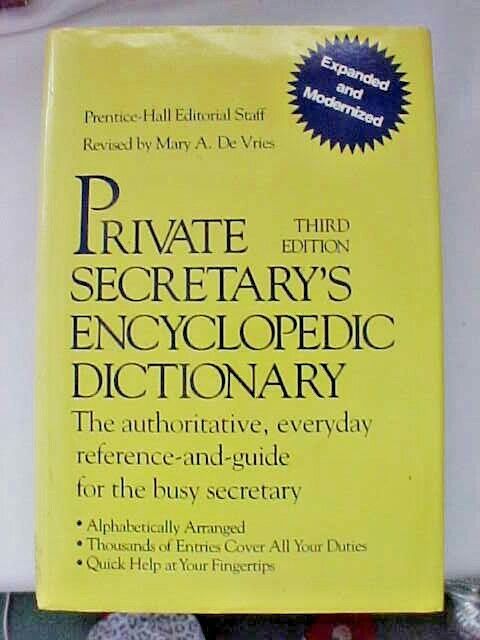 Expanded
and
Modernized
Prentice-Hall Editorial Staff
Revised by Mary A. De Vries
PRIVATE
THIRD
EDITION
SECRETARY'S
ENCYCLOPEDIC
DICTIONARY
The authoritative, everyday
reference-and-guide
for the busy secretary
• Alphabetically Arranged
• Thousands of Entries Cover All Your Duties
• Quick Help at Your Fingertips